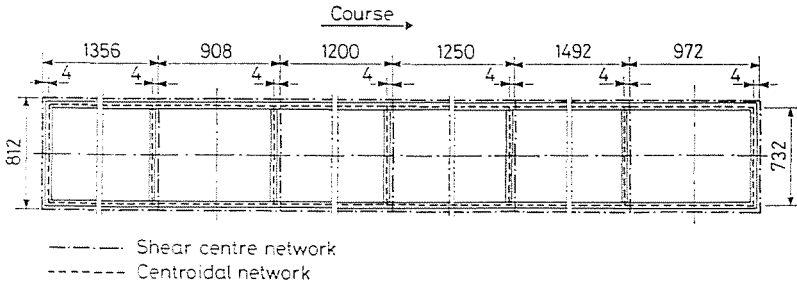 Course
1356 908 1200 1250 1492 972
4 4 4 4 4 4 4
812
732
Shear centre network
Centroidal network